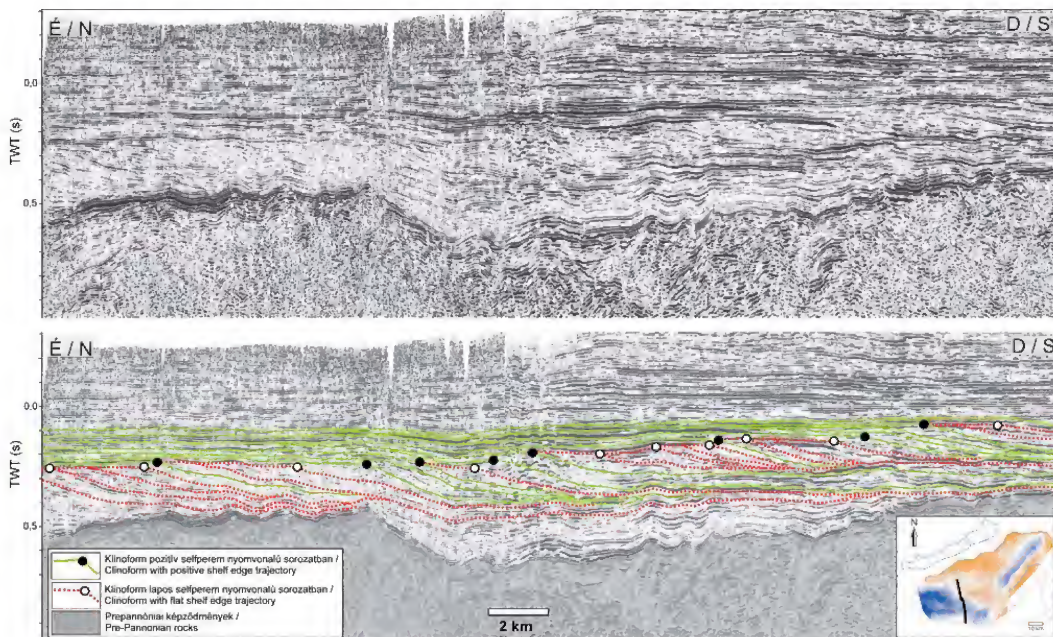 É / N
D / S
0,0
TWT (s)
0,5
É / N
D / S
0,0
TWT (s)
0,5
Klinoform pozitív selfperem nyomvonalú sorozatban /
Clinoform with positive shelf edge trajectory
Klinoform lapos selfperem nyomvonalú sorozatban /
Clinoform with flat shelf edge trajectory
Prepannóniai képződmények /
Pre-Pannonian rocks
2 km
N